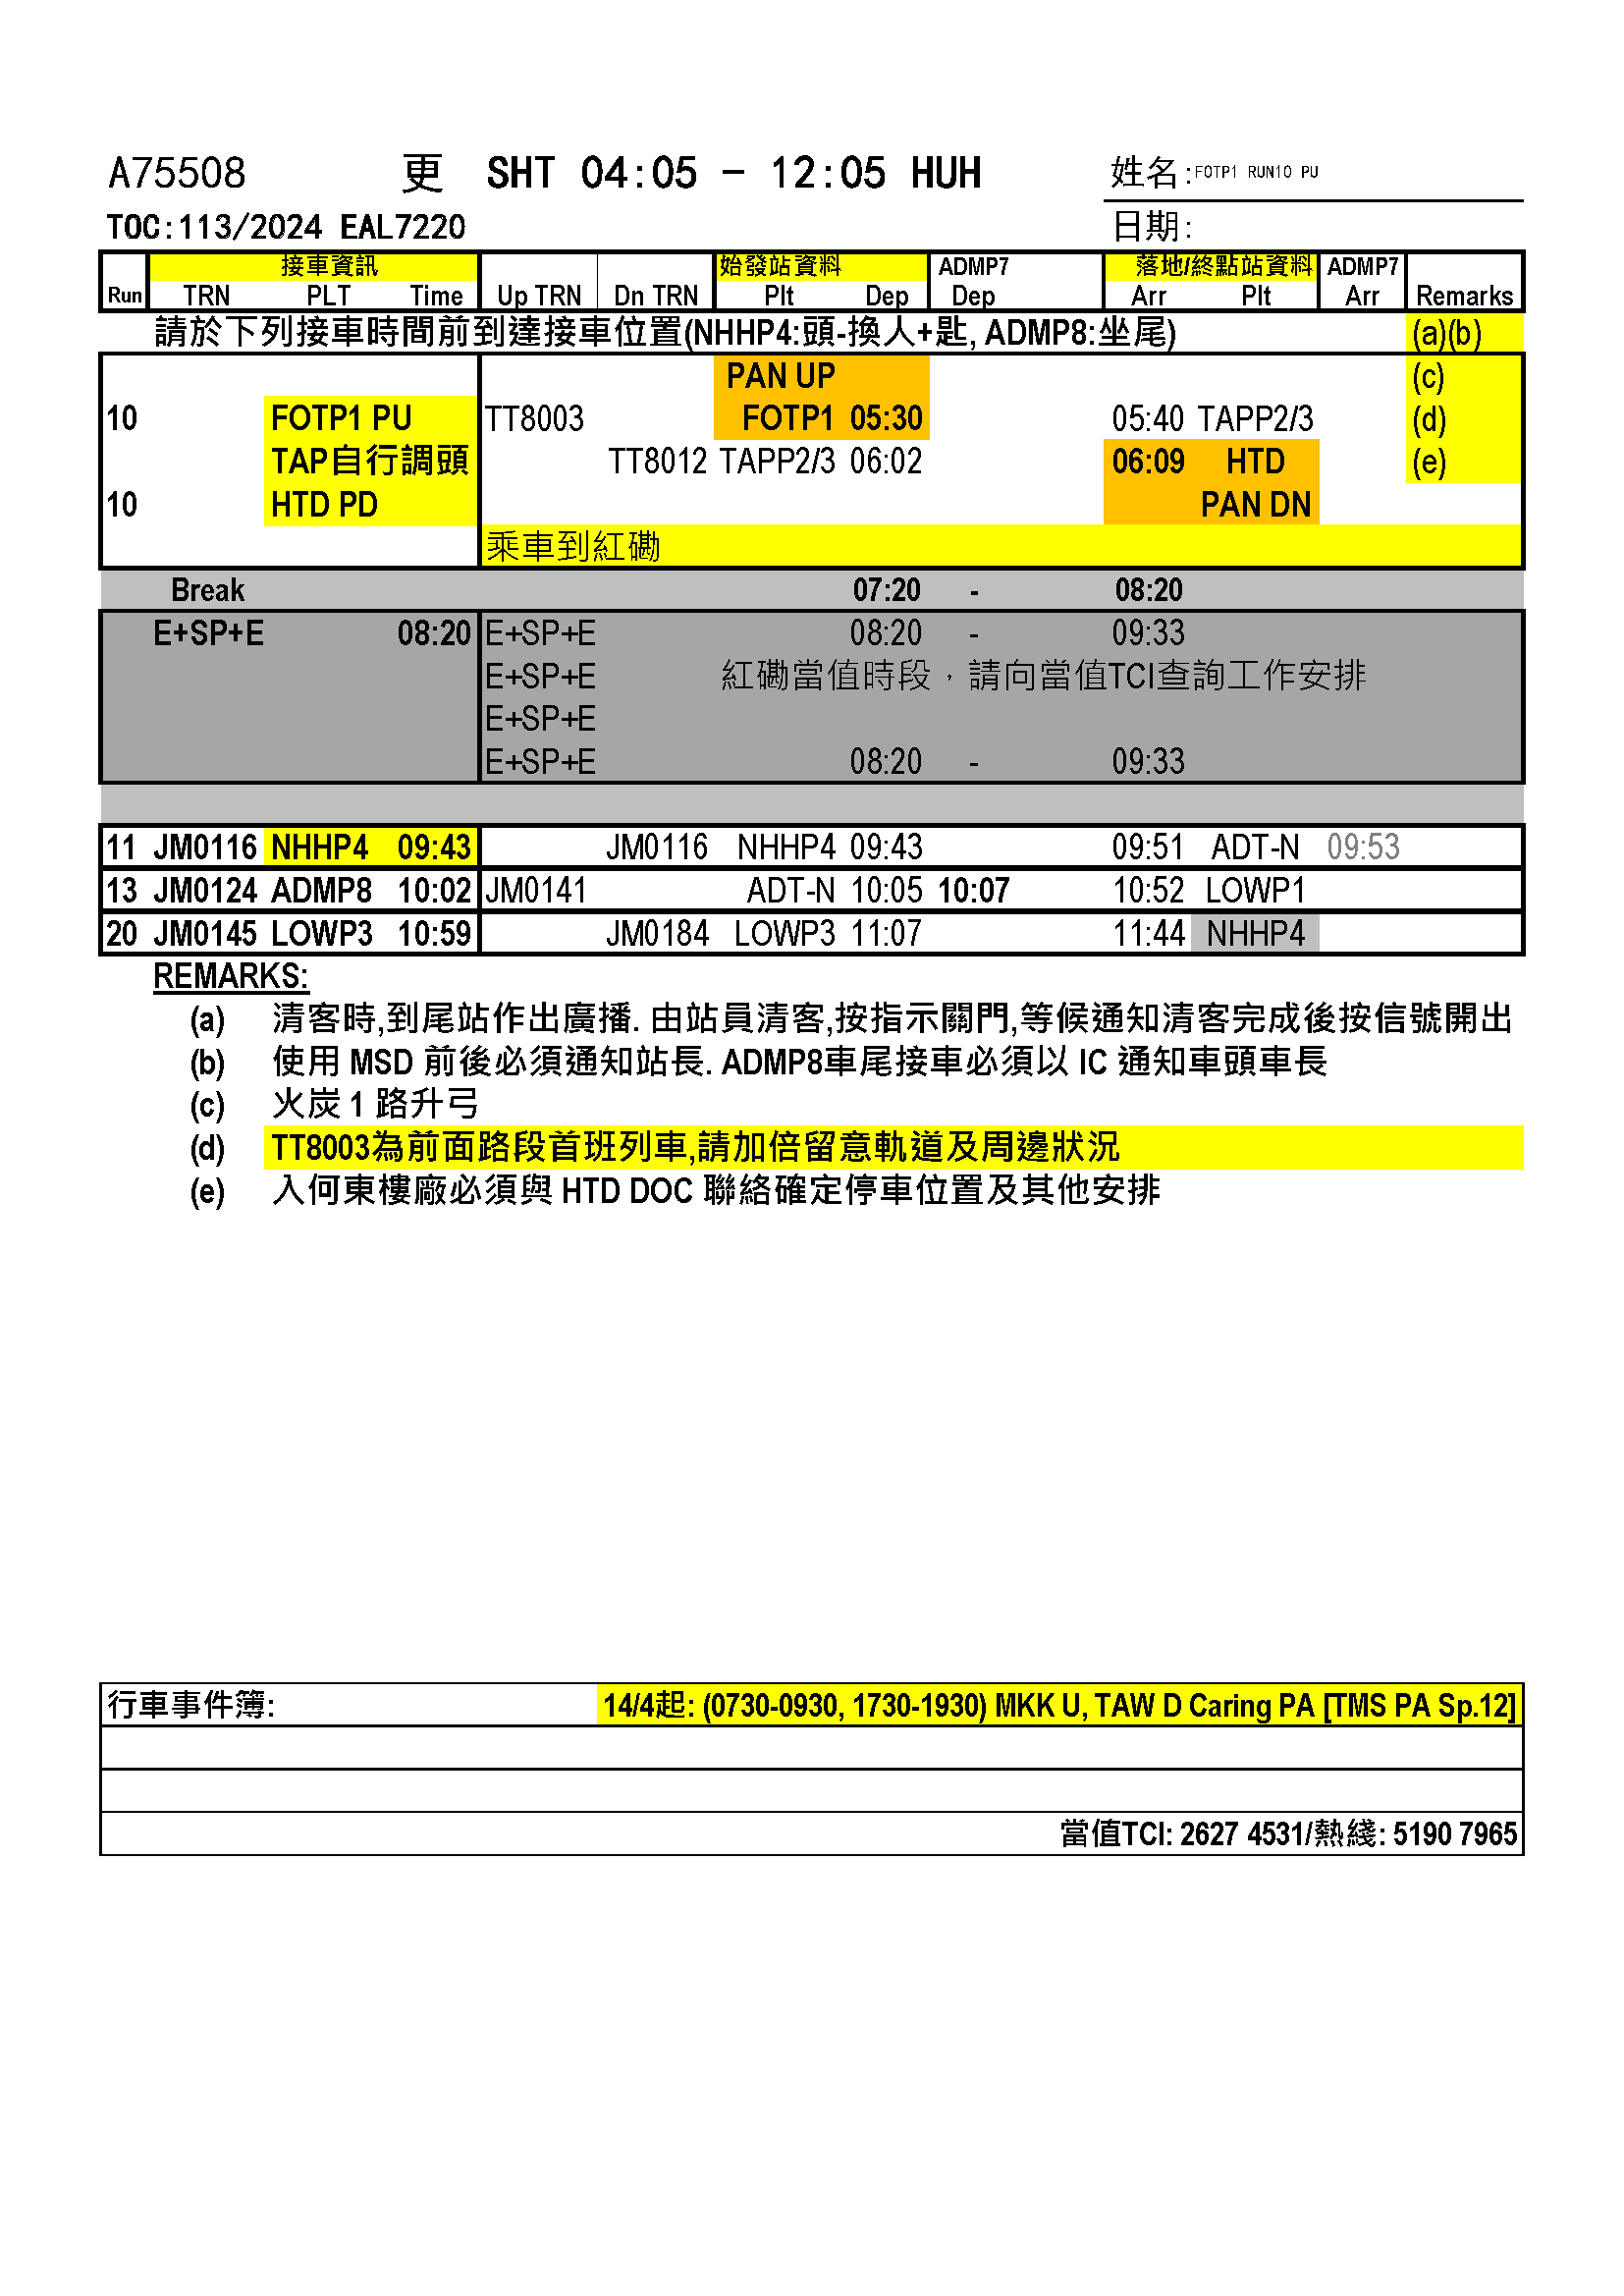 A75508 更 SHT 04:05 - 12:05 HUH 姓名:FOTP1 RUN10 PU
TOC:113/2024 EAL7220 日期:
接車資訊 始發站資料 ADMP7 落地/終點站資料 ADMP7
Run TRN PLT Time Up TRN Dn TRN Plt Dep Dep Arr Plt Arr Remarks
請於下列接車時間前到達接車位置(NHHP4:頭-換人+匙, ADMP8:坐尾) (a)(b)
PAN UP (c)
10 FOTP1 PU TT8003 FOTP1 05:30 05:40 TAPP2/3 (d)
TAP自行調頭 TT8012 TAPP2/3 06:02 06:09 HTD (e)
10 HTD PD PAN DN
乘車到紅磡
Break 07:20 - 08:20
E+SP+E 08:20 E+SP+E 08:20 - 09:33
E+SP+E 紅磡當值時段，請向當值TCI查詢工作安排
E+SP+E
E+SP+E 08:20 - 09:33
11 JM0116 NHHP4 09:43 JM0116 NHHP4 09:43 09:51 ADT-N 09:53
13 JM0124 ADMP8 10:02 JM0141 ADT-N 10:05 10:07 10:52 LOWP1
20 JM0145 LOWP3 10:59 JM0184 LOWP3 11:07 11:44 NHHP4
REMARKS:
(a) 清客時,到尾站作出廣播. 由站員清客,按指示關門,等候通知清客完成後按信號開出
(b) 使用 MSD 前後必須通知站長. ADMP8車尾接車必須以 IC 通知車頭車長
(c) 火炭 1 路升弓
(d) TT8003為前面路段首班列車,請加倍留意軌道及周邊狀況
(e) 入何東樓廠必須與 HTD DOC 聯絡確定停車位置及其他安排
行車事件簿: 14/4起: (0730-0930, 1730-1930) MKK U, TAW D Caring PA [TMS PA Sp.12]
當值TCI: 2627 4531/熱綫: 5190 7965